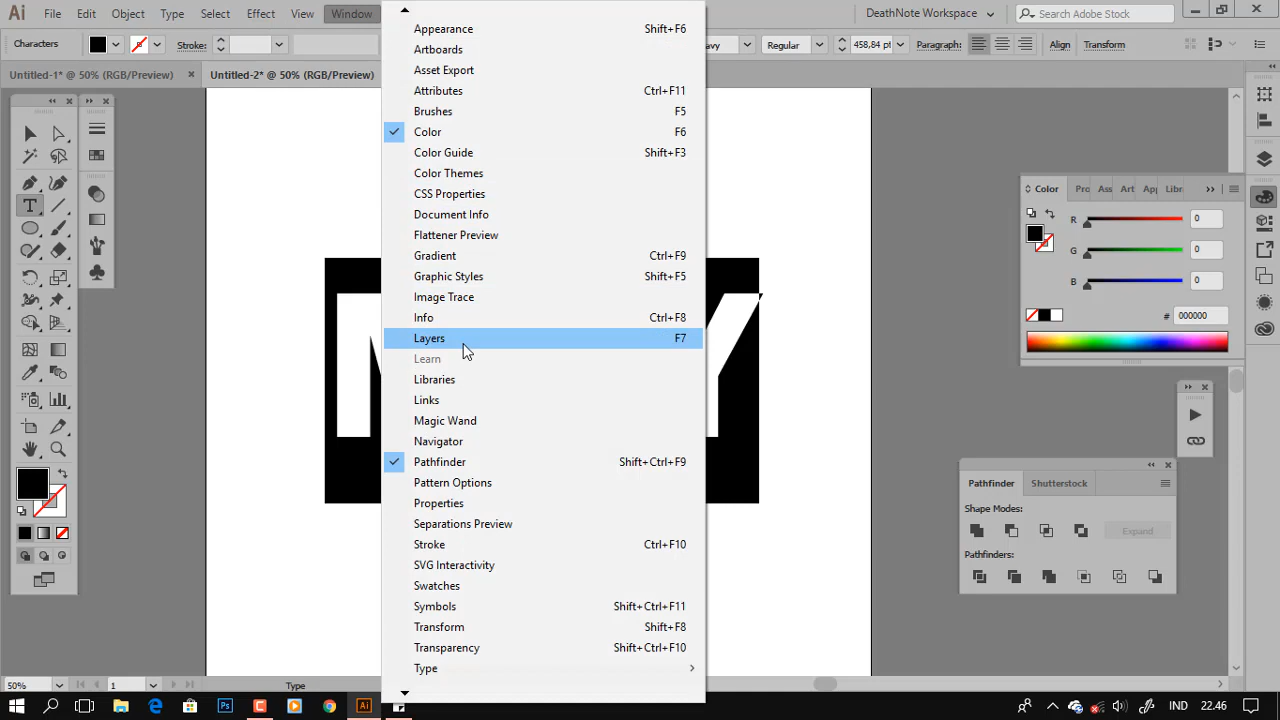 Ai File Edit Object Type Select Effect View Window DeathNote Workspace Search Adobe Stock
Characters Stroke: Regular 458,84 pt Paragraph: Align Transform
Untitled-1* @ 50% (RGB/Preview) × Untitled-2* @ 50% (RGB/Preview)
Appearance Shift+F6
Artboards
Asset Export
Attributes Ctrl+F11
Brushes F5
Color F6
Color Guide Shift+F3
Color Themes
CSS Properties
Document Info
Flattener Preview
Gradient Ctrl+F9
Graphic Styles Shift+F5
Image Trace
Info Ctrl+F8
Layers F7
Learn
Libraries
Links
Magic Wand
Navigator
Pathfinder Shift+Ctrl+F9
Pattern Options
Properties
Separations Preview
Stroke Ctrl+F10
SVG Interactivity
Swatches
Symbols Shift+Ctrl+F11
Transform Shift+F8
Transparency Shift+Ctrl+F10
Type
Color Pro Ass Art Libr
R 0
G 0
B 0
# 000000
Pathfinder Shutterstock
Shape Modes:
Expand
Pathfinders:
50% 1 Type
Ps Ai IND 22.46